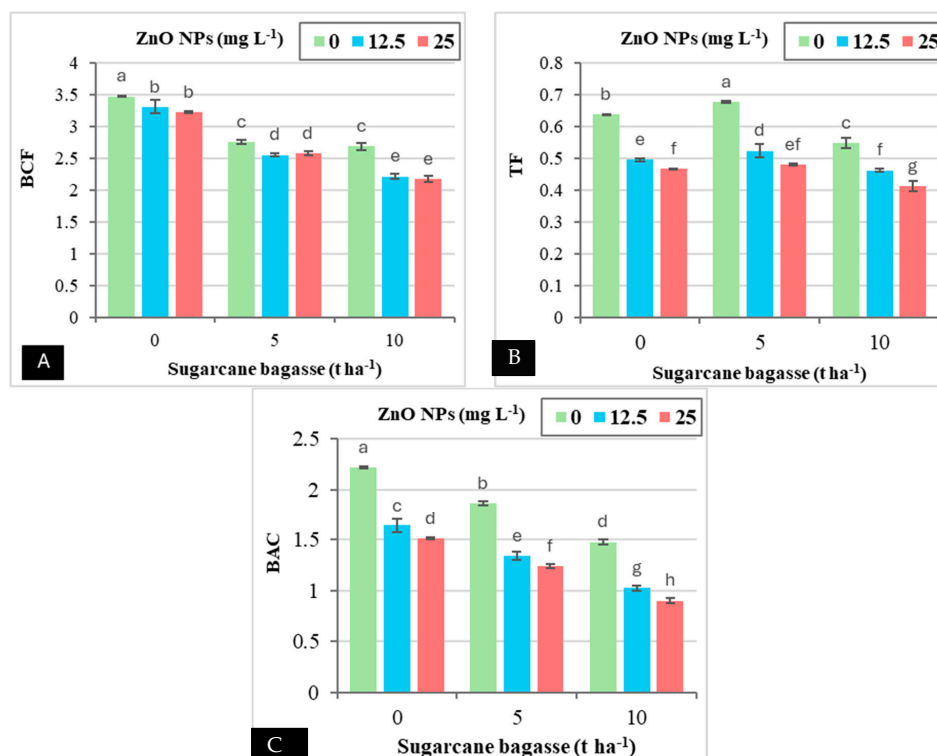 ZnO NPs (mg L-1)
0 12.5 25
4
3.5
3
2.5
2
1.5
1
0.5
0
BCF
a b b c d d c e e
0 5 10
Sugarcane bagasse (t ha-1)
A
ZnO NPs (mg L-1)
0 12.5 25
0.8
0.7
0.6
0.5
0.4
0.3
0.2
0.1
0
TF
b e f a d ef c f g
0 5 10
Sugarcane bagasse (t ha-1)
B
ZnO NPs (mg L-1)
0 12.5 25
2.5
2
1.5
1
0.5
0
BAC
a c d b e f d g h
0 5 10
Sugarcane bagasse (t ha-1)
C